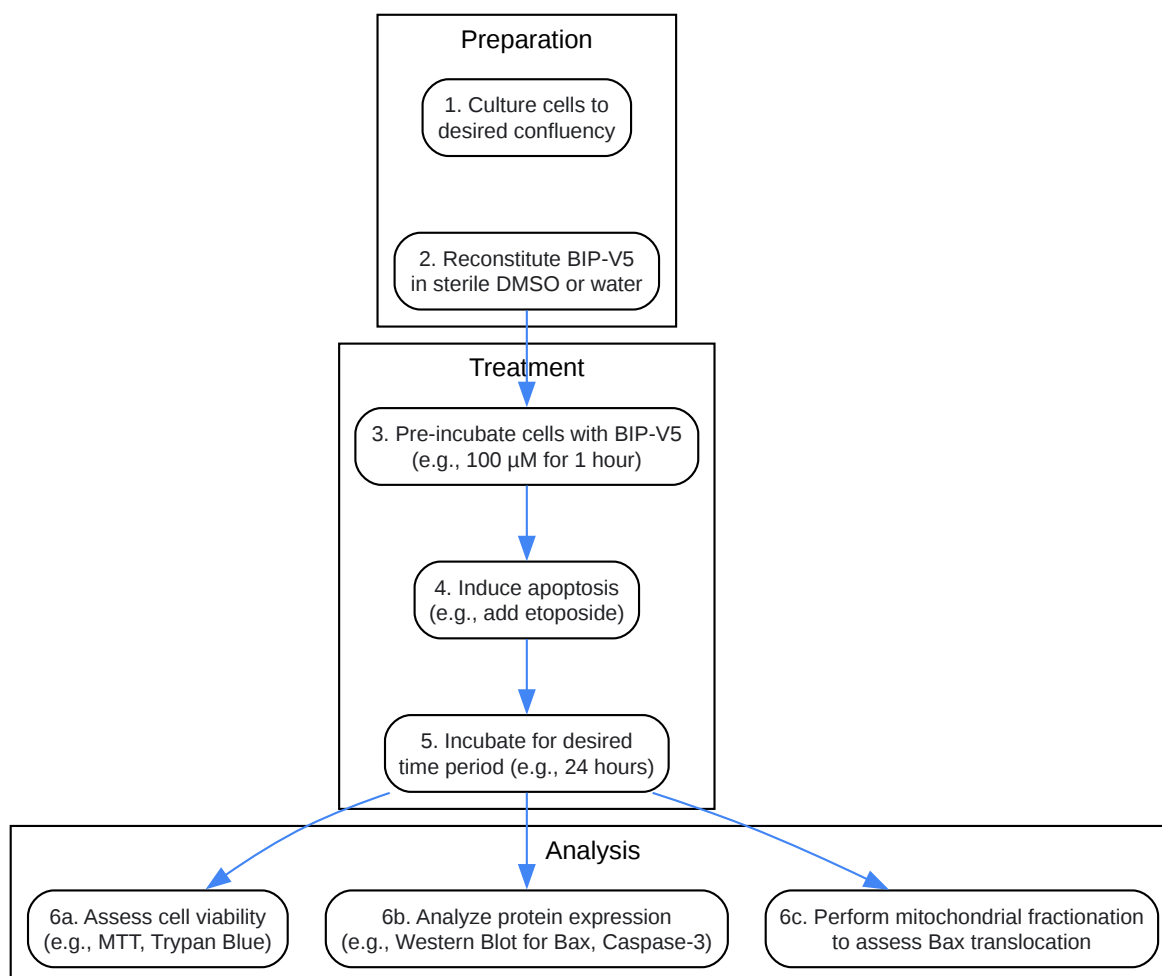 Preparation
1. Culture cells to
desired confluency
2. Reconstitute BIP-V5
in sterile DMSO or water
Treatment
3. Pre-incubate cells with BIP-V5
(e.g., 100 µM for 1 hour)
4. Induce apoptosis
(e.g., add etoposide)
5. Incubate for desired
time period (e.g., 24 hours)
Analysis
6a. Assess cell viability
(e.g., MTT, Trypan Blue)
6b. Analyze protein expression
(e.g., Western Blot for Bax, Caspase-3)
6c. Perform mitochondrial fractionation
to assess Bax translocation